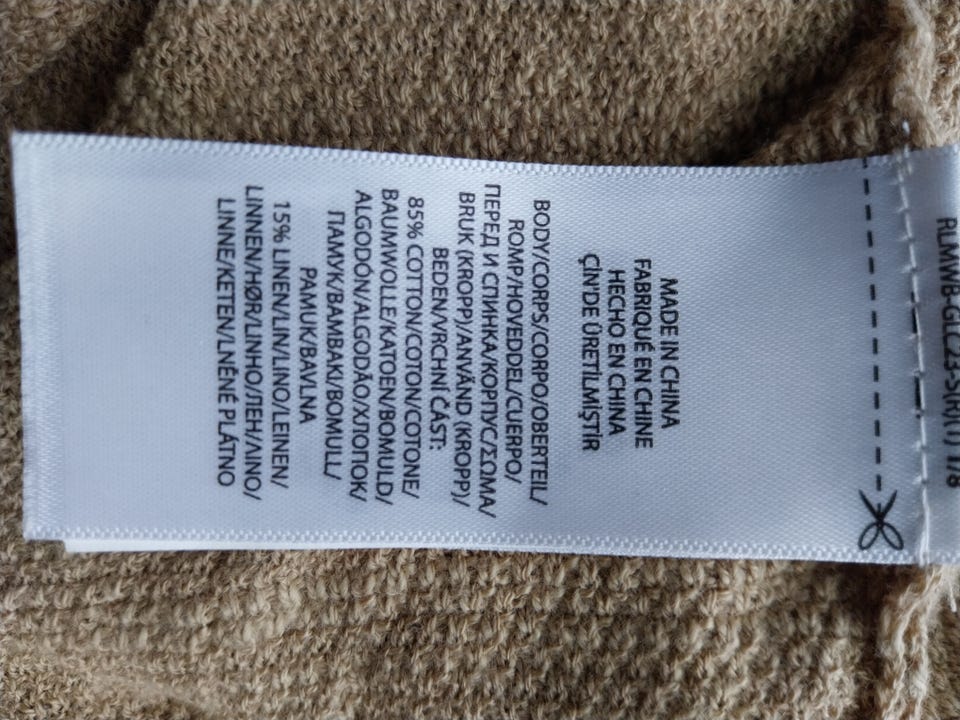 RLMWB-GLC23-S(R(1) 1/8
MADE IN CHINA
FABRIQUÉ EN CHINE
HECHO EN CHINA
ÇİN'DE ÜRETİLMİŞTİR
BODY/CORPS/CORPO/OBERTEIL/
ROMP/HOVEDDEL/CUERPO/
ПЕРЕД И СПИНКА/КОРПУС/ΣΩΜΑ/
BRUK (KROPP)/ANVÄND (KROPP)/
BEDEN/VRCHNÍ ČÁST:
85% COTTON/COTON/COTONE/
BAUMWOLLE/KATOEN/BOMULD/
ALGODÓN/ALGODÃO/ХЛОПОК/
ΠΑΜΥΚ/BAMBAKI/BOMULL/
PAMUK/BAVLNA
15% LINEN/LIN/LINO/LEINEN/
LINNEN/HØR/LINHO/ЛЕН/ΛΙΝΟ/
LINNE/KETEN/LNĚNÉ PLÁTNO